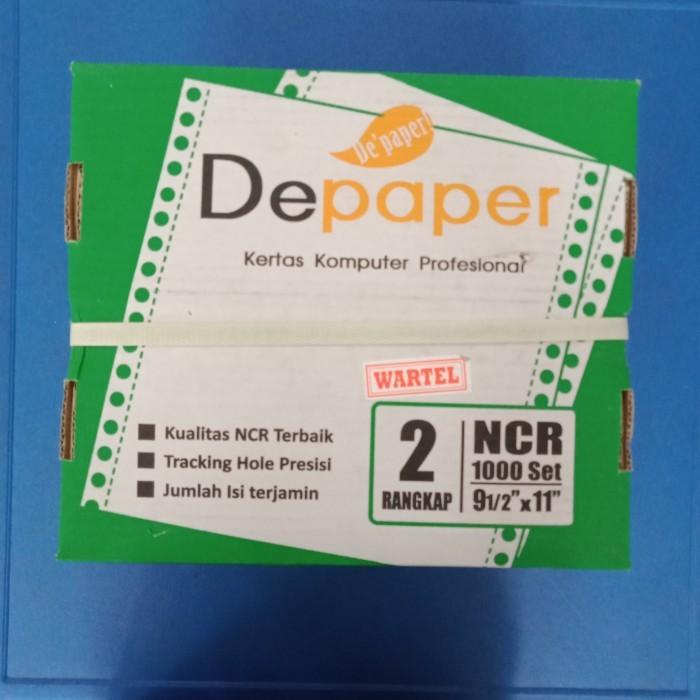 De'paper!
Depaper
Kertas Komputer Profesional
WARTEL
Kualitas NCR Terbaik
Tracking Hole Presisi
Jumlah Isi terjamin
2
RANGKAP
NCR
1000 Set
9 1/2" x 11"